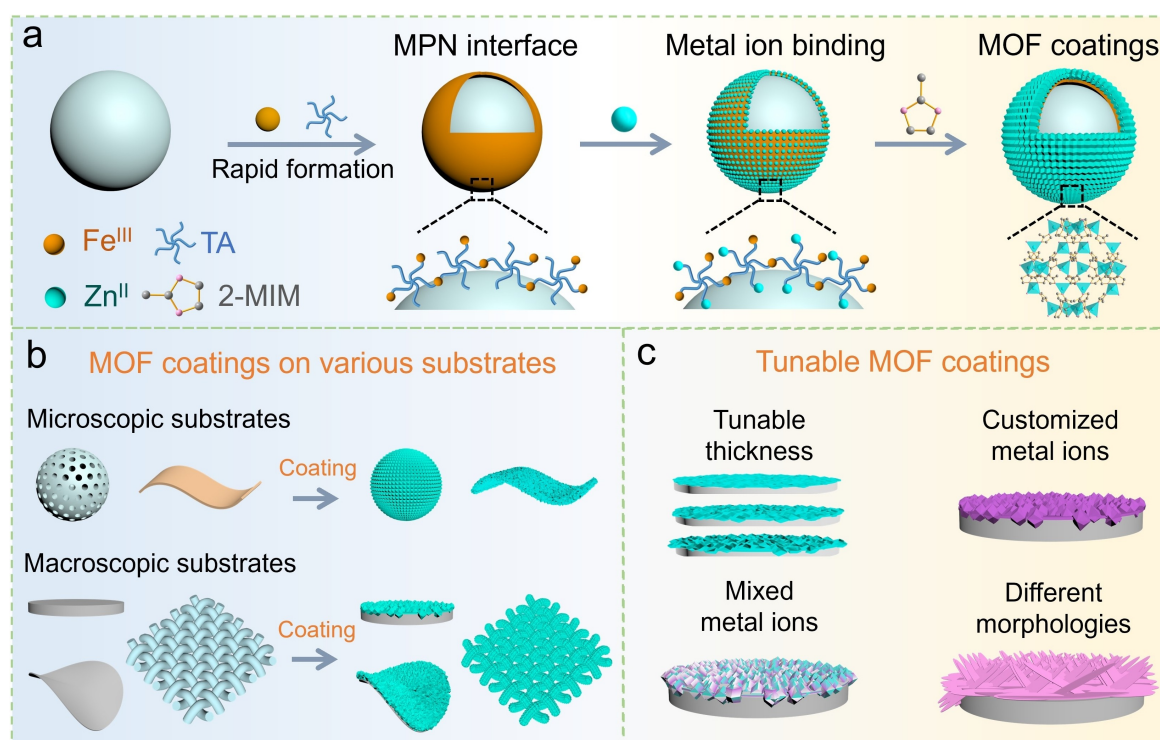 a
MPN interface
Metal ion binding
MOF coatings
Rapid formation
Fe^III
TA
Zn^II
2-MIM
b
MOF coatings on various substrates
Microscopic substrates
Coating
Macroscopic substrates
Coating
c
Tunable MOF coatings
Tunable
thickness
Customized
metal ions
Mixed
metal ions
Different
morphologies